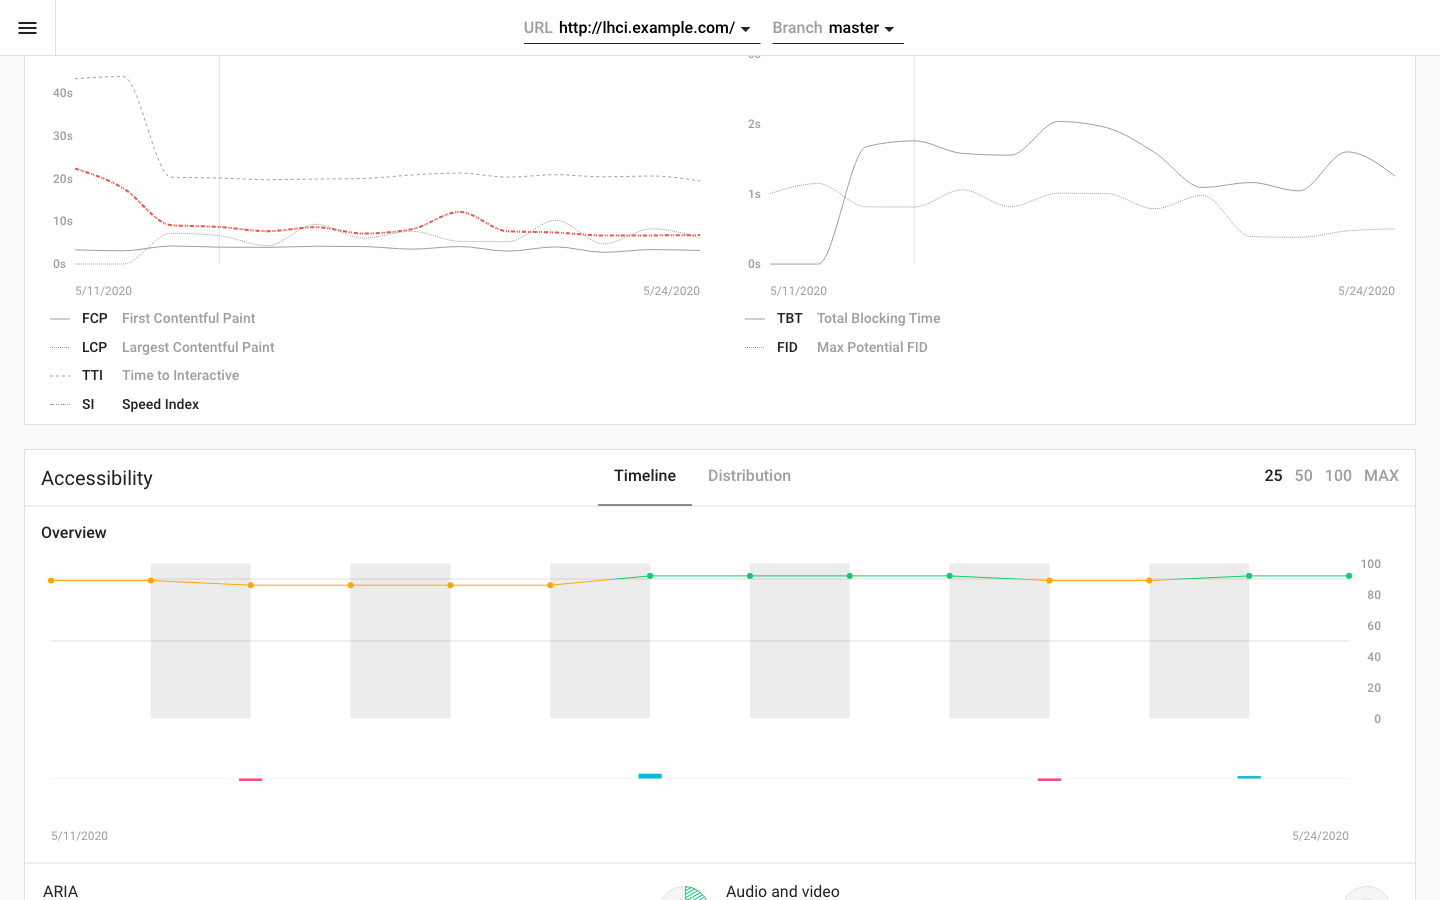 URL http://lhci.example.com/ Branch master
40s
30s
20s
10s
0s
5/11/2020 5/24/2020
FCP First Contentful Paint
LCP Largest Contentful Paint
TTI Time to Interactive
SI Speed Index
2s
1s
0s
5/11/2020 5/24/2020
TBT Total Blocking Time
FID Max Potential FID
Accessibility Timeline Distribution 25 50 100 MAX
Overview
100
80
60
40
20
0
5/11/2020 5/24/2020
ARIA Audio and video